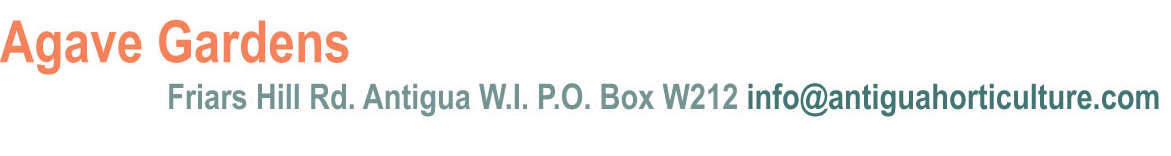 Agave Gardens
Friars Hill Rd. Antigua W.I. P.O. Box W212 info@antiguahorticulture.com